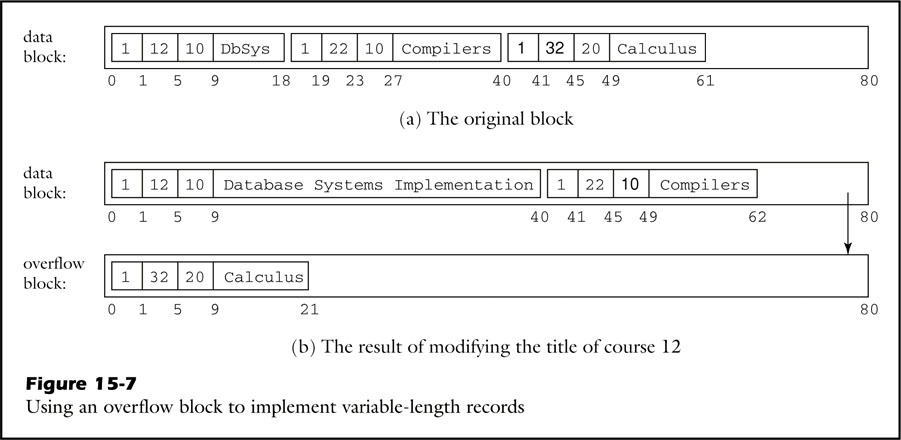 data
block:
1 12 10 DbSys 1 22 10 Compilers 1 32 20 Calculus
0 1 5 9 18 19 23 27 40 41 45 49 61 80
(a) The original block
data
block:
1 12 10 Database Systems Implementation 1 22 10 Compilers
0 1 5 9 40 41 45 49 62 80
overflow
block:
1 32 20 Calculus
0 1 5 9 21 80
(b) The result of modifying the title of course 12
Figure 15-7
Using an overflow block to implement variable-length records